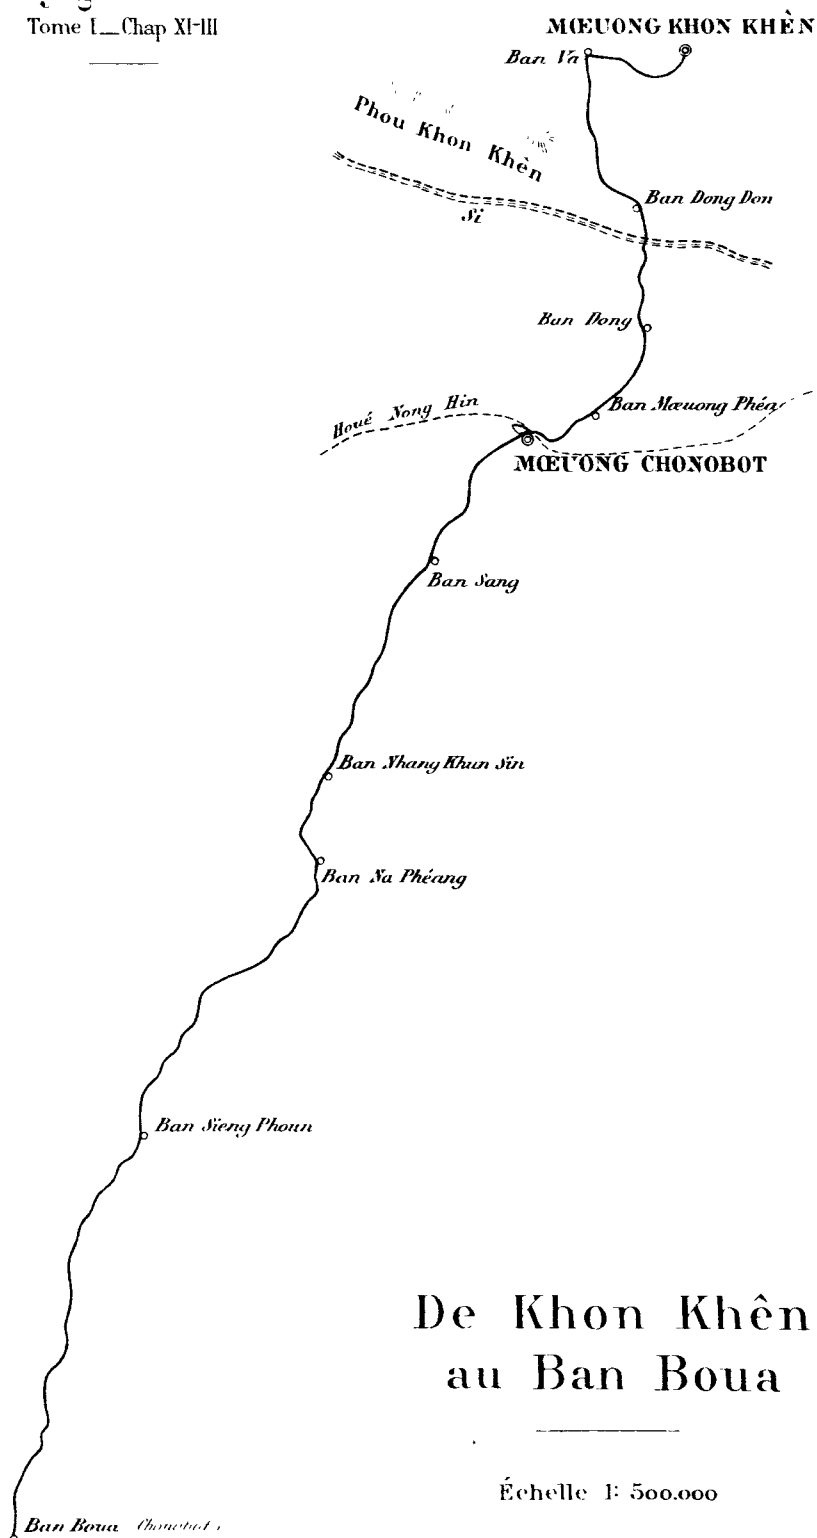 Tome I_Chap XI-III
MŒUONG KHON KHÈN
Ban Va
Phou Khon Khèn
Ban Dong Don
Si
Ban Dong
Ban Mœuong Phéa
Houé Nong Hin
MŒUONG CHONOBOT
Ban Sang
Ban Nhang Khun Sin
Ban Na Phéang
Ban Sieng Phoun
De Khon Khên
au Ban Boua
Échelle 1: 500.000
Ban Boua